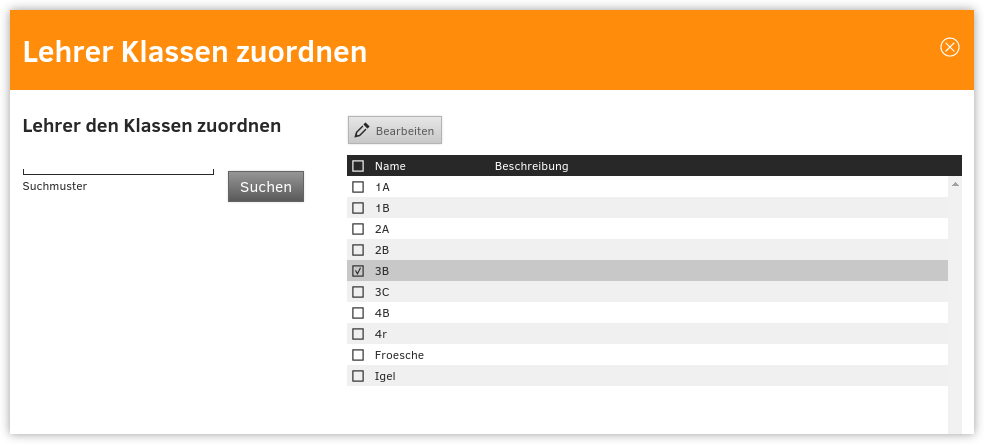 Lehrer Klassen zuordnen
Lehrer den Klassen zuordnen
Suchmuster
Suchen
Bearbeiten
Name Beschreibung
1A
1B
2A
2B
3B
3C
4B
4r
Froesche
Igel